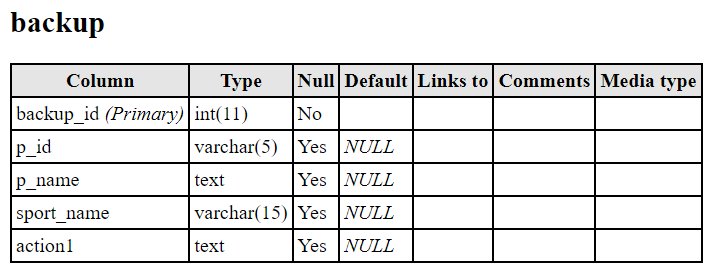 backup
Column Type Null Default Links to Comments Media type
backup_id (Primary) int(11) No
p_id varchar(5) Yes NULL
p_name text Yes NULL
sport_name varchar(15) Yes NULL
action1 text Yes NULL